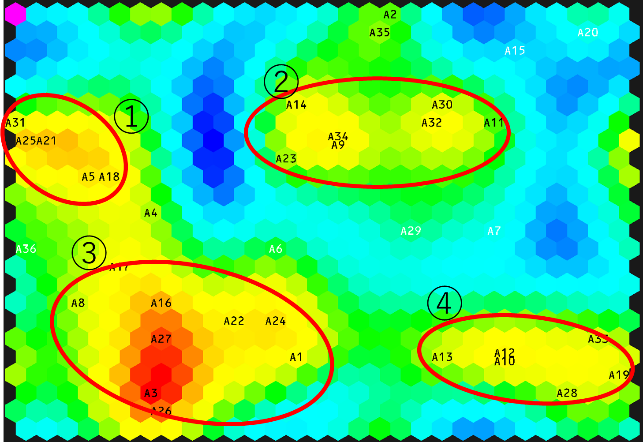 A2
A35
A20
A15
②
A14
A30
①
A31
A32
A11
A34
A25A21
A9
A23
A5 A18
A4
A29
A7
A36
A6
③
A17
④
A8
A16
A22 A24
A27
A33
A1
A13
A12
A10
A19
A3
A28
A26